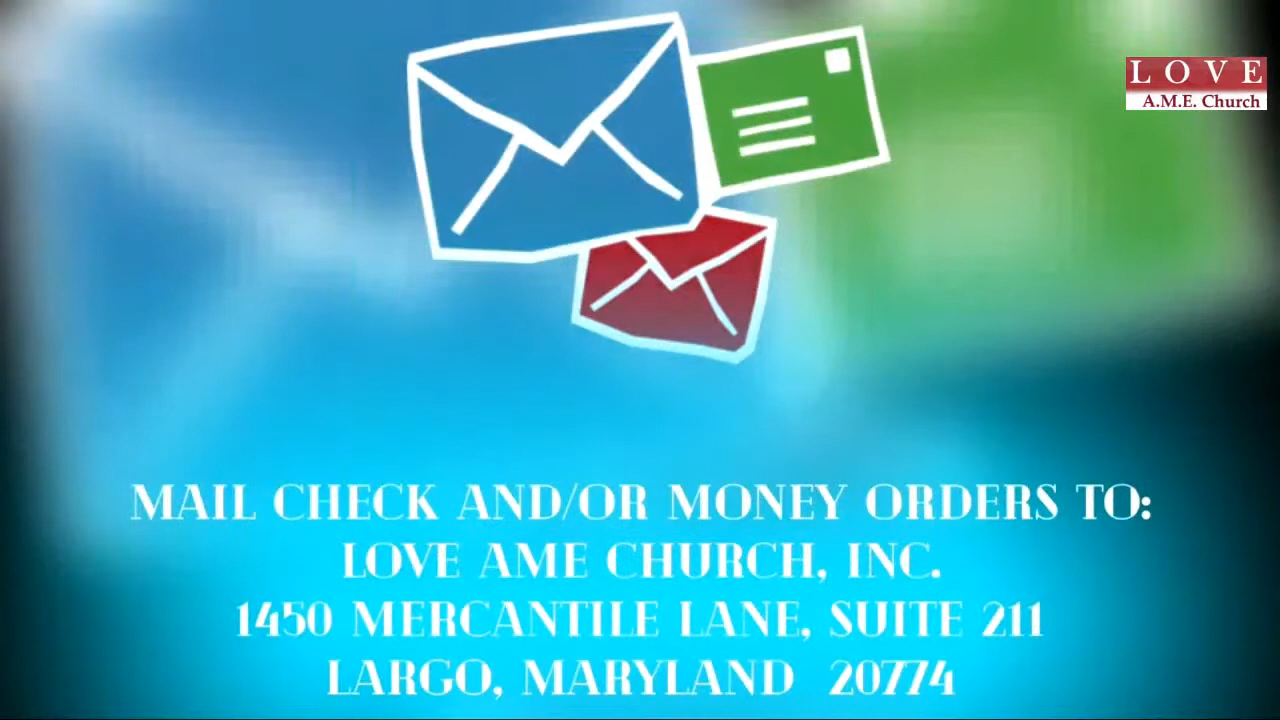 LOVE
A.M.E. Church
MAIL CHECK AND/OR MONEY ORDERS TO:
LOVE AME CHURCH, INC.
1450 MERCANTILE LANE, SUITE 211
LARGO, MARYLAND 20774